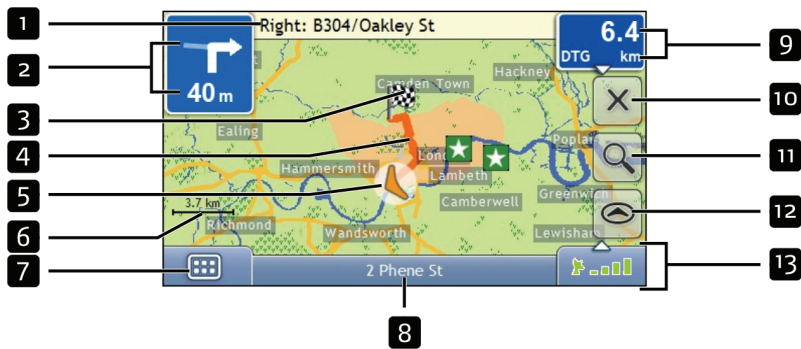 1
Right: B304/Oakley St
2
40 m
6.4
DTG km
9
Hackney
Camden Town
3
10
Ealing
4
Poplar
11
Hammersmith
Lambeth
5
Camberwell
Greenwich
12
3.7 km
6
Richmond
Wandsworth
Lewisham
7
2 Phene St
13
8